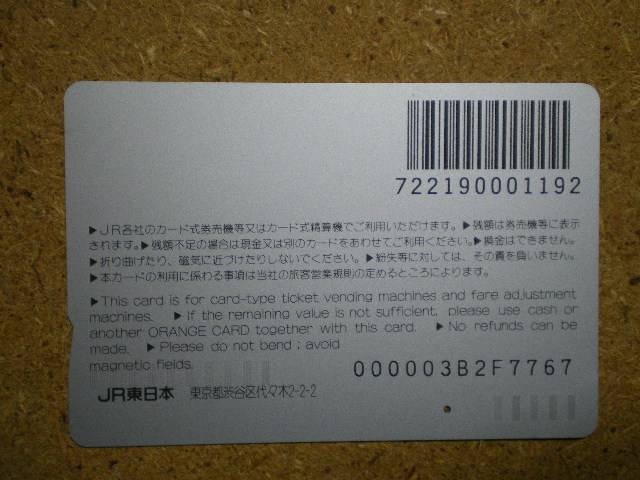 722190001192
▶JR各社のカード式券売機等又はカード式精算機でご利用いただけます。▶残額は券売機等に表示
されます。▶残額不足の場合は現金又は別のカードをあわせてご利用ください。▶換金はできません。
▶折り曲げたり、磁気に近づけたりしないでください。▶紛失等に対しては、その責を負いません。
▶本カードの利用に係わる事項は当社の旅客営業規則の定めるところによります。
▶This card is for card-type ticket vending machines and fare adjustment
machines. ▶If the remaining value is not sufficient, please use cash or
another ORANGE CARD together with this card. ▶No refunds can be
made. ▶Please do not bend; avoid
magnetic fields.
000003B2F7767
JR東日本 東京都渋谷区代々木2-2-2